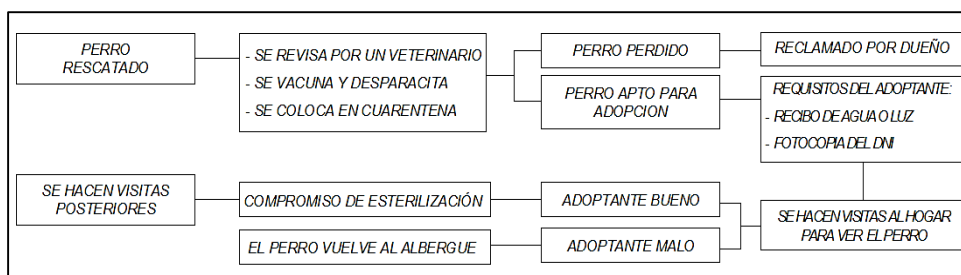 PERRO
RESCATADO
- SE REVISA POR UN VETERINARIO
- SE VACUNA Y DESPARACITA
- SE COLOCA EN CUARENTENA
PERRO PERDIDO
RECLAMADO POR DUEÑO
PERRO APTO PARA
ADOPCION
REQUISITOS DEL ADOPTANTE:
- RECIBO DE AGUA O LUZ
- FOTOCOPIA DEL DNI
SE HACEN VISITAS
POSTERIORES
COMPROMISO DE ESTERILIZACIÓN
ADOPTANTE BUENO
SE HACEN VISITAS AL HOGAR
PARA VER EL PERRO
EL PERRO VUELVE AL ALBERGUE
ADOPTANTE MALO